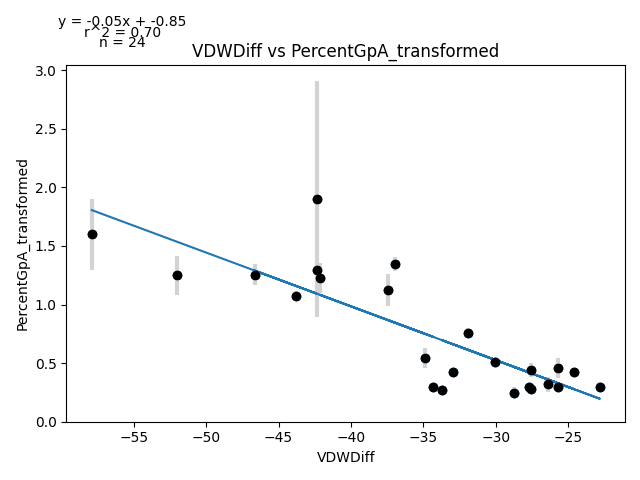 y = -0.05x + -0.85
r^2 = 0.70
n = 24
VDWDiff vs PercentGpA_transformed
3.0
2.5
2.0
1.5
1.0
0.5
0.0
PercentGpA_transformed
−55 −50 −45 −40 −35 −30 −25
VDWDiff